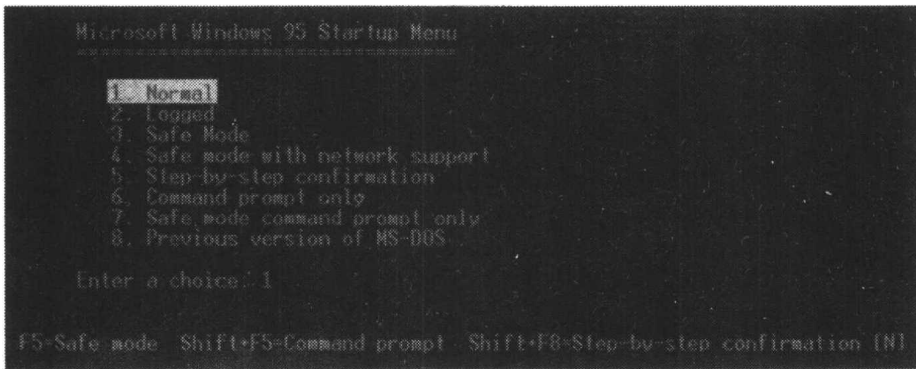 Microsoft Windows 95 Startup Menu
=================================
1. Normal
2. Logged
3. Safe Mode
4. Safe mode with network support
5. Step-by-step confirmation
6. Command prompt only
7. Safe mode command prompt only
8. Previous version of MS-DOS
Enter a choice: 1
F5=Safe mode Shift+F5=Command prompt Shift+F8=Step-by-step confirmation [N]